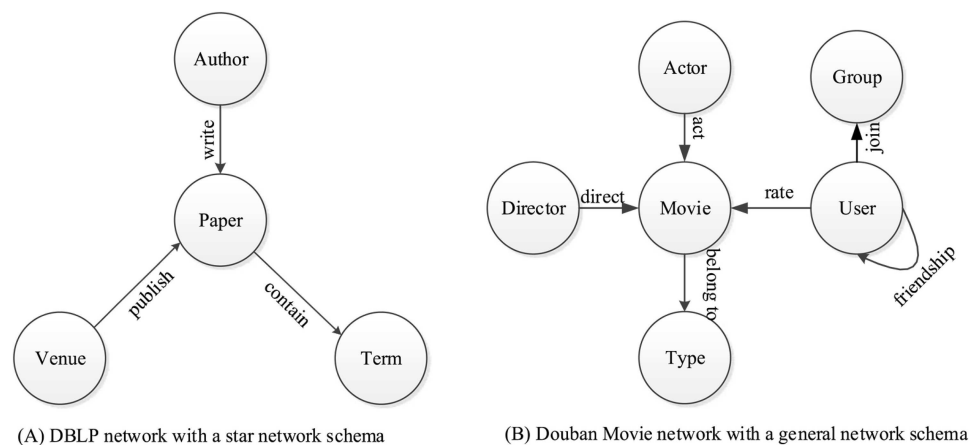 Author
write
Paper
publish
contain
Venue
Term
(A) DBLP network with a star network schema
Actor
Group
act
join
Director
direct
Movie
rate
User
belong to
friendship
Type
(B) Douban Movie network with a general network schema